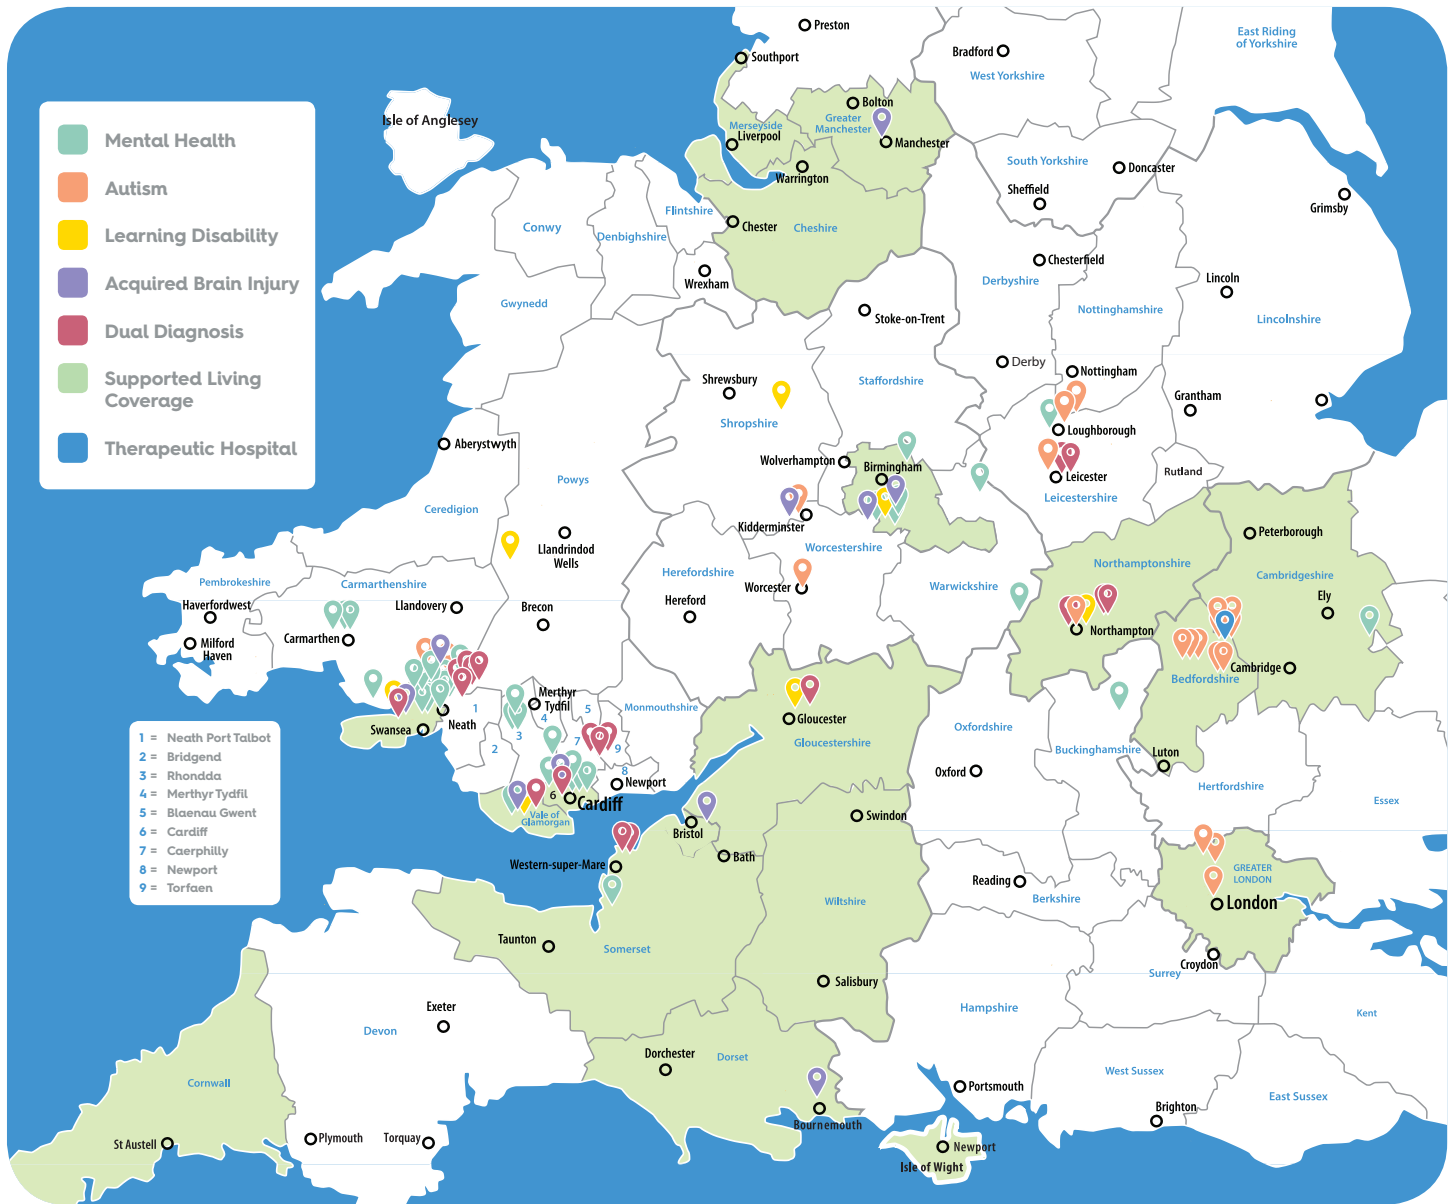 Mental Health
Autism
Learning Disability
Acquired Brain Injury
Dual Diagnosis
Supported Living
Coverage
Therapeutic Hospital
1 = Neath Port Talbot
2 = Bridgend
3 = Rhondda
4 = Merthyr Tydfil
5 = Blaenau Gwent
6 = Cardiff
7 = Caerphilly
8 = Newport
9 = Torfaen
Preston
Southport
Bradford
West Yorkshire
East Riding
of Yorkshire
Isle of Anglesey
Bolton
Merseyside
Liverpool
Greater
Manchester
Manchester
Warrington
South Yorkshire
Doncaster
Sheffield
Grimsby
Flintshire
Conwy
Denbighshire
Chester
Cheshire
Wrexham
Gwynedd
Chesterfield
Derbyshire
Lincoln
Nottinghamshire
Lincolnshire
Stoke-on-Trent
Derby
Nottingham
Shrewsbury
Staffordshire
Grantham
Shropshire
Loughborough
Aberystwyth
Wolverhampton
Birmingham
Leicester
Rutland
Leicestershire
Powys
Ceredigion
Kidderminster
Peterborough
Llandrindod
Wells
Worcestershire
Northamptonshire
Cambridgeshire
Pembrokeshire
Carmarthenshire
Herefordshire
Worcester
Warwickshire
Haverfordwest
Llandovery
Brecon
Hereford
Ely
Milford
Haven
Carmarthen
Northampton
Cambridge
Bedfordshire
Merthyr
Tydfil
Monmouthshire
1
2
3
4
5
6
7
8
9
Swansea
Neath
Gloucester
Gloucestershire
Oxfordshire
Buckinghamshire
Luton
Oxford
Newport
Hertfordshire
Essex
Cardiff
Vale of
Glamorgan
Bristol
Swindon
Bath
Western-super-Mare
GREATER
LONDON
Reading
Berkshire
London
Wiltshire
Taunton
Somerset
Croydon
Surrey
Salisbury
Exeter
Hampshire
Kent
Devon
Dorchester
Dorset
West Sussex
Cornwall
Portsmouth
East Sussex
Brighton
Bournemouth
St Austell
Plymouth
Torquay
Newport
Isle of Wight